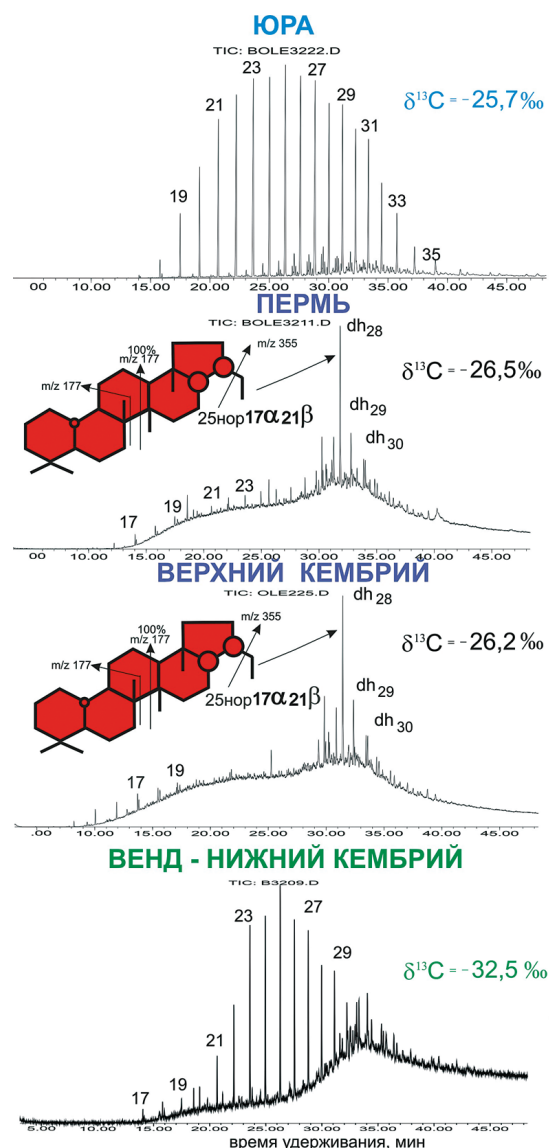 ЮРА
TIC: BOLE3222.D
23
27
21
29
δ¹³C = -25,7‰
31
19
33
35
00 10.00 15.00 20.00 25.00 30.00 35.00 40.00 45.00
ПЕРМЬ
TIC: BOLE3211.D
dh28
100%
m/z 177
m/z 355
m/z 177
δ¹³C = -26,5‰
25нор17α21β
dh29
dh30
17
19
21
23
00 10.00 15.00 20.00 25.00 30.00 35.00 40.00 45.00
ВЕРХНИЙ КЕМБРИЙ
TIC: OLE225.D
dh28
100%
m/z 177
m/z 355
m/z 177
δ¹³C = -26,2 ‰
25нор17α21β
dh29
dh30
17
19
.00 10.00 15.00 20.00 25.00 30.00 35.00 40.00 45.00
ВЕНД - НИЖНИЙ КЕМБРИЙ
TIC: B3209.D
23
27
29
δ¹³C = -32,5 ‰
21
19
17
5.00 10.00 15.00 20.00 25.00 30.00 35.00 40.00 45.00
время удерживания, мин